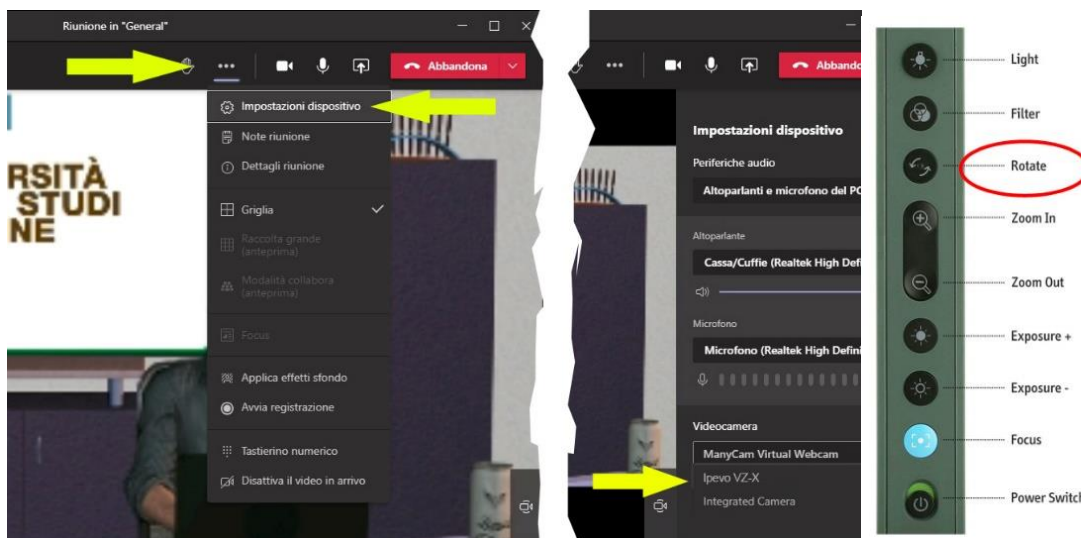 Riunione in "General"
Abbandona
RSITÀ
STUDI
NE
Impostazioni dispositivo
Note riunione
Dettagli riunione
Griglia
Raccolta grande
(anteprima)
Modalità collabora
(anteprima)
Focus
Applica effetti sfondo
Avvia registrazione
Tastierino numerico
Disattiva il video in arrivo
Abbando
Impostazioni dispositivo
Periferiche audio
Altoparlanti e microfono del PC
Altoparlante
Cassa/Cuffie (Realtek High Defi
Microfono
Microfono (Realtek High Defini
Videocamera
ManyCam Virtual Webcam
Ipevo VZ-X
Integrated Camera
Light
Filter
Rotate
Zoom In
Zoom Out
Exposure +
Exposure -
Focus
Power Switch